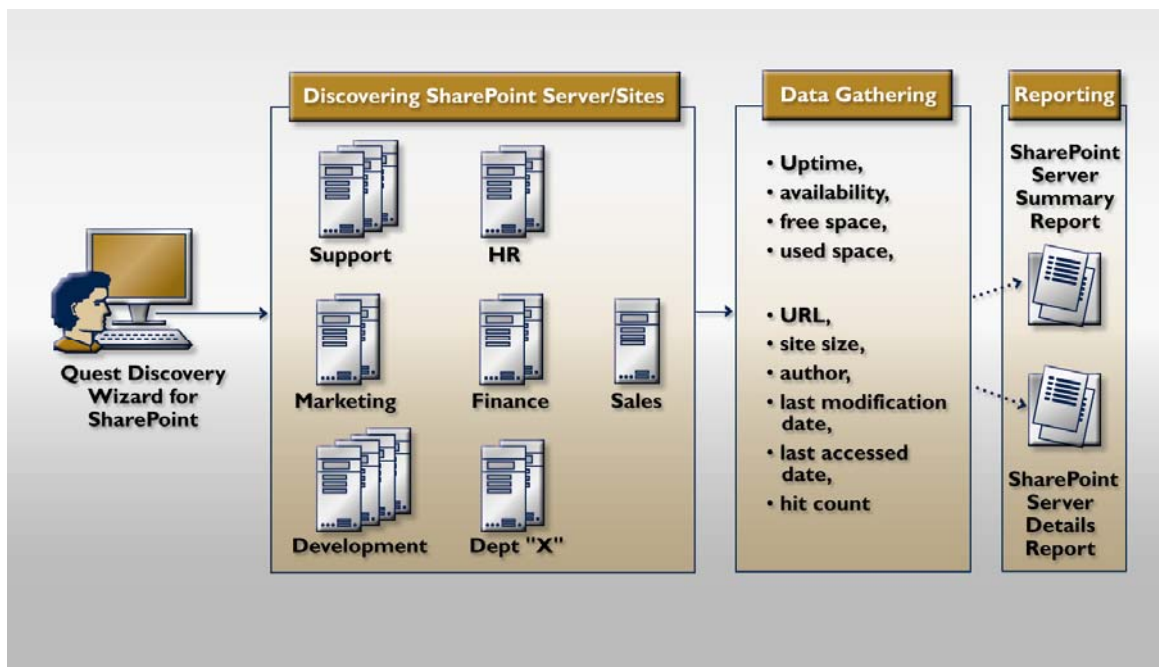 Discovering SharePoint Server/Sites
Data Gathering
Reporting
Quest Discovery
Wizard for
SharePoint
Support
HR
Marketing
Finance
Sales
Development
Dept "X"
• Uptime,
• availability,
• free space,
• used space,
• URL,
• site size,
• author,
• last modification
date,
• last accessed
date,
• hit count
SharePoint
Server
Summary
Report
SharePoint
Server
Details
Report